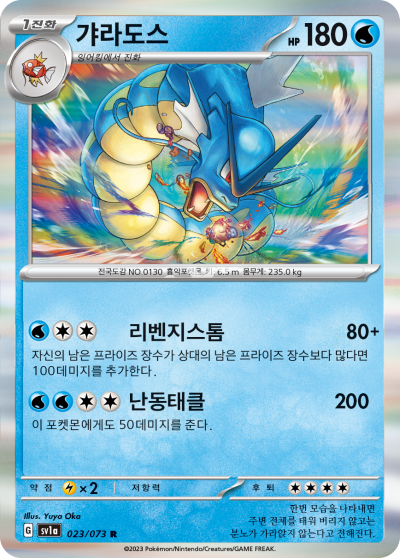 1진화
갸라도스
HP 180
잉어킹에서 진화
전국도감 NO.0130 흉악포켓몬 키 6.5 m 몸무게: 235.0 kg
리벤지스톰 80+
자신의 남은 프라이즈 장수가 상대의 남은 프라이즈 장수보다 많다면
100데미지를 추가한다.
난동태클 200
이 포켓몬에게도 50데미지를 준다.
약점 ×2 저항력 후퇴
Illus. Yuya Oka
G sv1a 023/073 R
한번 모습을 나타내면
주변 전체를 태워 버리지 않고는
분노가 가라앉지 않는다고 전해진다.
©2023 Pokémon/Nintendo/Creatures/GAME FREAK.